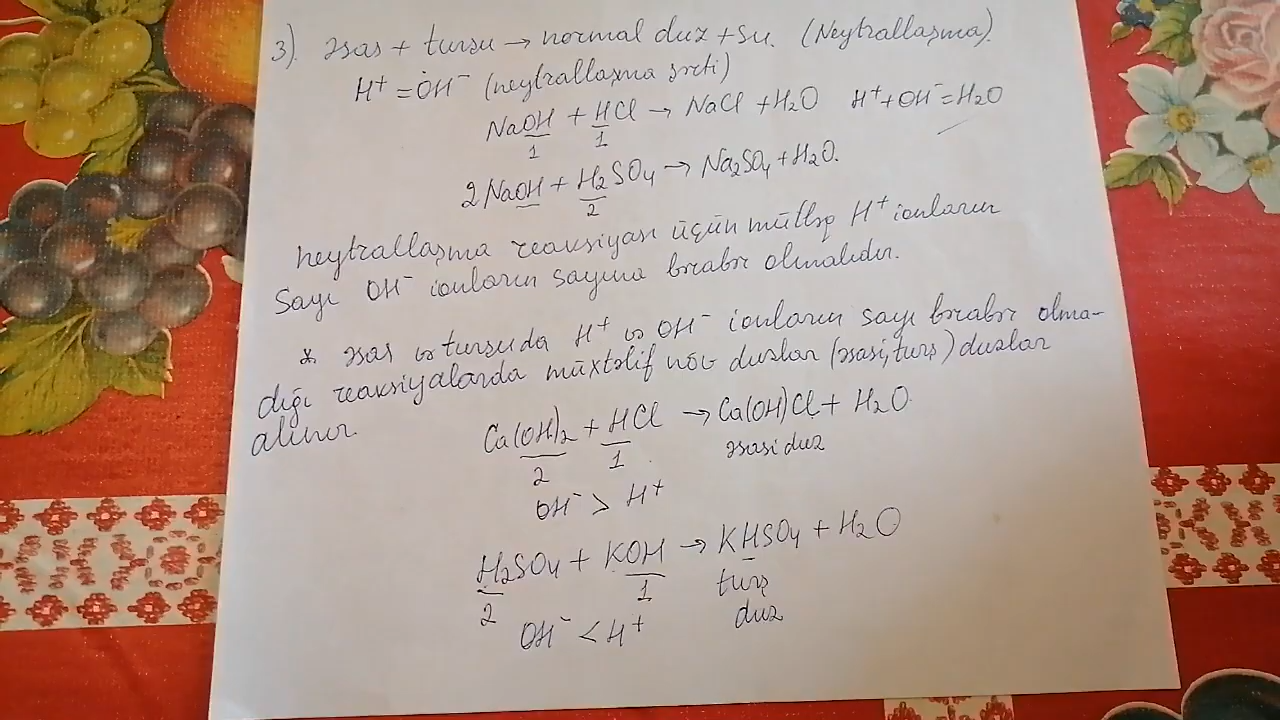 3). əsas + turşu → normal duz + su. (Neytrallaşma).
H⁺ = OH⁻ (neytrallaşma şərti)
NaOH + HCl → NaCl + H₂O H⁺ + OH⁻ = H₂O
1 1
2NaOH + H₂SO₄ → Na₂SO₄ + H₂O.
2
neytrallaşma reaksiyası üçün mütləq H⁺ ionların
sayı OH⁻ ionların sayına bərabər olmalıdır.
* əsas və turşuda H⁺ və OH⁻ ionların sayı bərabər olma-
dığı reaksiyalarda müxtəlif növ duzlar (əsasi, turş) duzlar
alınır.
Ca(OH)₂ + HCl → Ca(OH)Cl + H₂O
2 1 əsasi duz
OH⁻ > H⁺
H₂SO₄ + KOH → KHSO₄ + H₂O
2 1 turş
duz
OH⁻ < H⁺